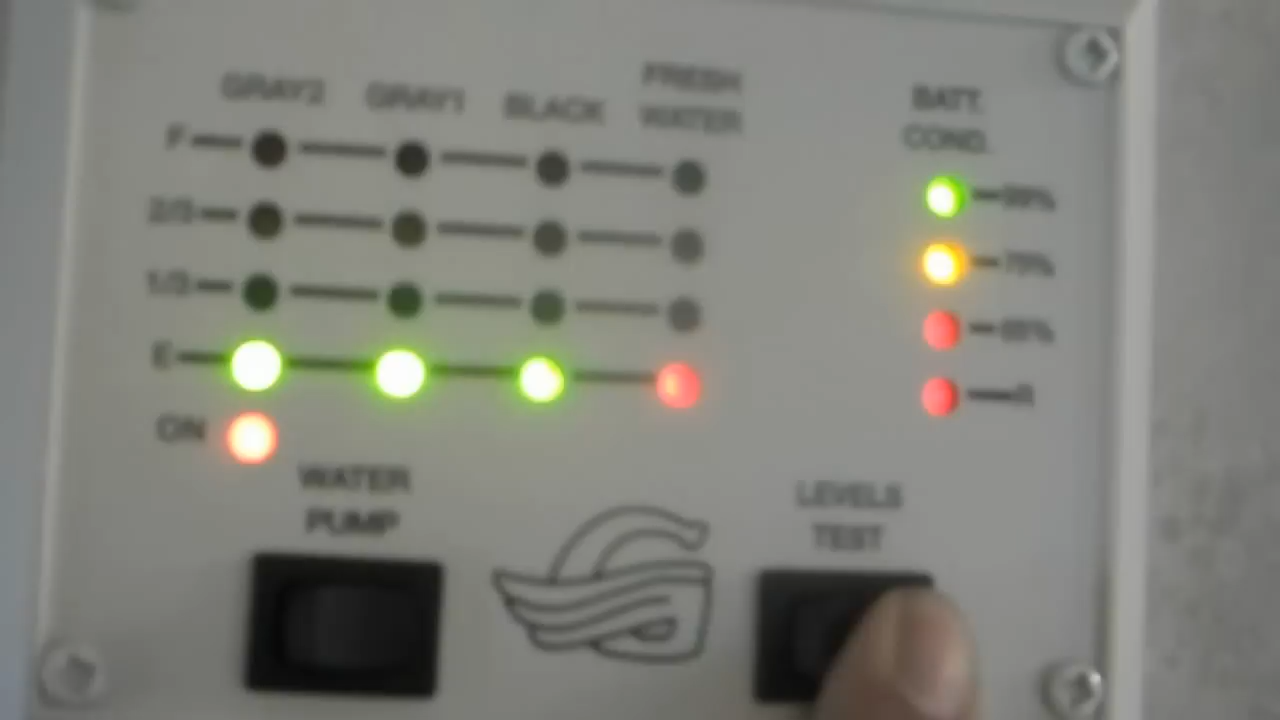 GRAY2 GRAY1 BLACK FRESH WATER
BATT. COND.
F
2/3
1/3
E
ON
WATER
PUMP
LEVELS
TEST
R